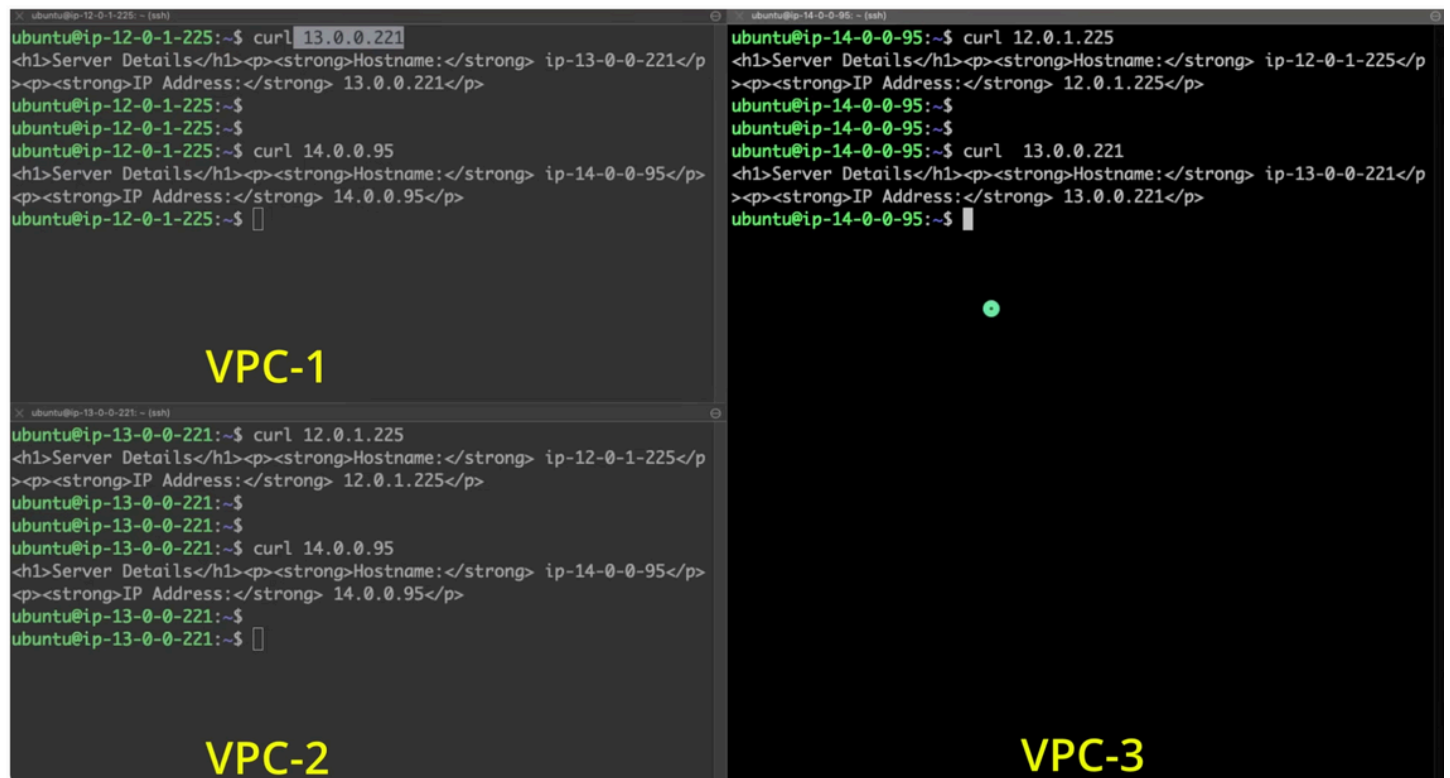 ubuntu@ip-12-0-1-225: ~ (ssh)
ubuntu@ip-12-0-1-225:~$ curl 13.0.0.221
<h1>Server Details</h1><p><strong>Hostname:</strong> ip-13-0-0-221</p
><p><strong>IP Address:</strong> 13.0.0.221</p>
ubuntu@ip-12-0-1-225:~$
ubuntu@ip-12-0-1-225:~$
ubuntu@ip-12-0-1-225:~$ curl 14.0.0.95
<h1>Server Details</h1><p><strong>Hostname:</strong> ip-14-0-0-95</p>
<p><strong>IP Address:</strong> 14.0.0.95</p>
ubuntu@ip-12-0-1-225:~$
VPC-1
ubuntu@ip-13-0-0-221: ~ (ssh)
ubuntu@ip-13-0-0-221:~$ curl 12.0.1.225
<h1>Server Details</h1><p><strong>Hostname:</strong> ip-12-0-1-225</p
><p><strong>IP Address:</strong> 12.0.1.225</p>
ubuntu@ip-13-0-0-221:~$
ubuntu@ip-13-0-0-221:~$
ubuntu@ip-13-0-0-221:~$ curl 14.0.0.95
<h1>Server Details</h1><p><strong>Hostname:</strong> ip-14-0-0-95</p>
<p><strong>IP Address:</strong> 14.0.0.95</p>
ubuntu@ip-13-0-0-221:~$
ubuntu@ip-13-0-0-221:~$
VPC-2
ubuntu@ip-14-0-0-95: ~ (ssh)
ubuntu@ip-14-0-0-95:~$ curl 12.0.1.225
<h1>Server Details</h1><p><strong>Hostname:</strong> ip-12-0-1-225</p
><p><strong>IP Address:</strong> 12.0.1.225</p>
ubuntu@ip-14-0-0-95:~$
ubuntu@ip-14-0-0-95:~$
ubuntu@ip-14-0-0-95:~$ curl  13.0.0.221
<h1>Server Details</h1><p><strong>Hostname:</strong> ip-13-0-0-221</p
><p><strong>IP Address:</strong> 13.0.0.221</p>
ubuntu@ip-14-0-0-95:~$
VPC-3